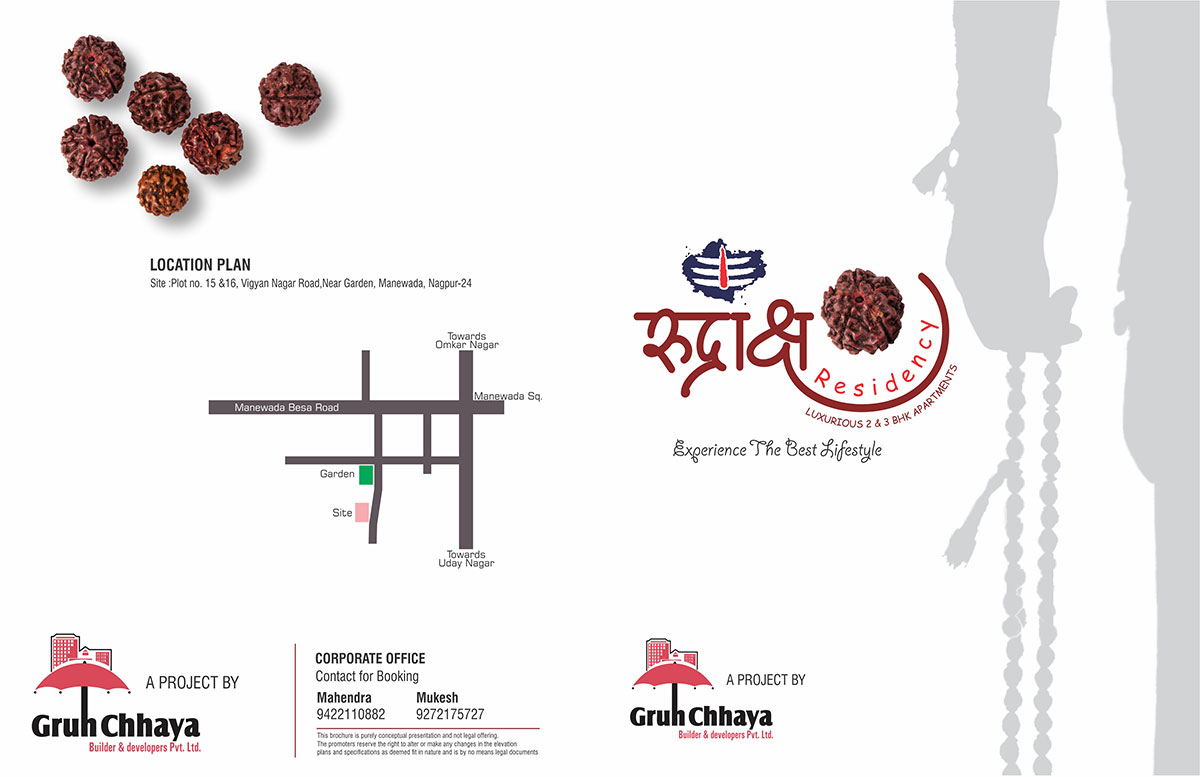 LOCATION PLAN
Site :Plot no. 15 &16, Vigyan Nagar Road,Near Garden, Manewada, Nagpur-24
Towards
Omkar Nagar
Manewada Sq.
Manewada Besa Road
Garden
Site
Towards
Uday Nagar
A PROJECT BY
Gruh Chhaya
Builder & developers Pvt. Ltd.
CORPORATE OFFICE
Contact for Booking
Mahendra Mukesh
9422110882 9272175727
This brochure is purely conceptual presentation and not legal offering.
The promoters reserve the right to alter or make any changes in the elevation
plans and specifications as deemed fit in nature and is by no means legal documents
रुद्रांक्ष
Residency
LUXURIOUS 2 & 3 BHK APARTMENTS
Experience The Best Lifestyle
A PROJECT BY
Gruh Chhaya
Builder & developers Pvt. Ltd.